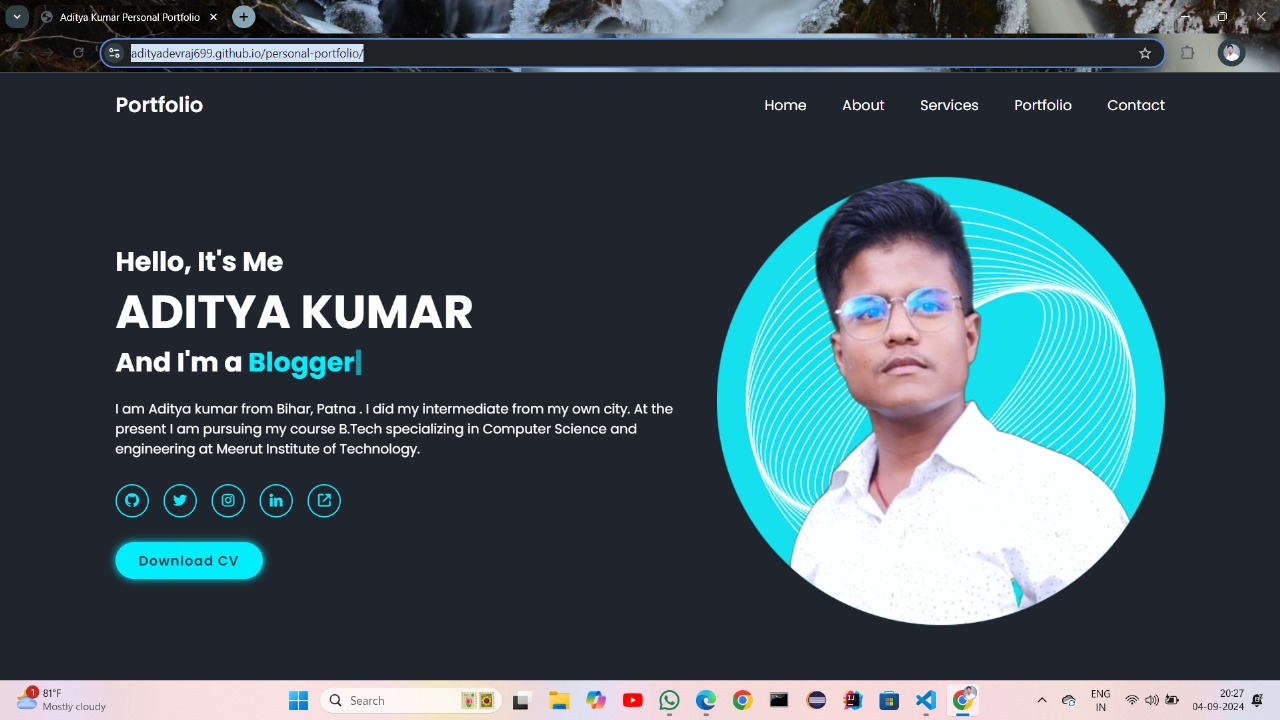 Aditya Kumar Personal Portfolio
adityadevraj699.github.io/personal-portfolio/
Portfolio
Home About Services Portfolio Contact
Hello, It's Me
ADITYA KUMAR
And I'm a Blogger
I am Aditya kumar from Bihar, Patna . I did my intermediate from my own city. At the
present I am pursuing my course B.Tech specializing in Computer Science and
engineering at Meerut Institute of Technology.
Download CV
1
81°F
Mostly cloudy
Search
ENG
IN
20:27
04-09-2024